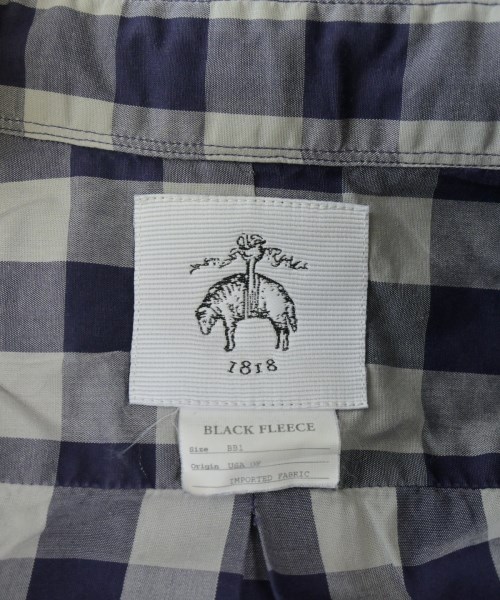 1818
BLACK FLEECE
Size BB1
Origin USA OF
IMPORTED FABRIC